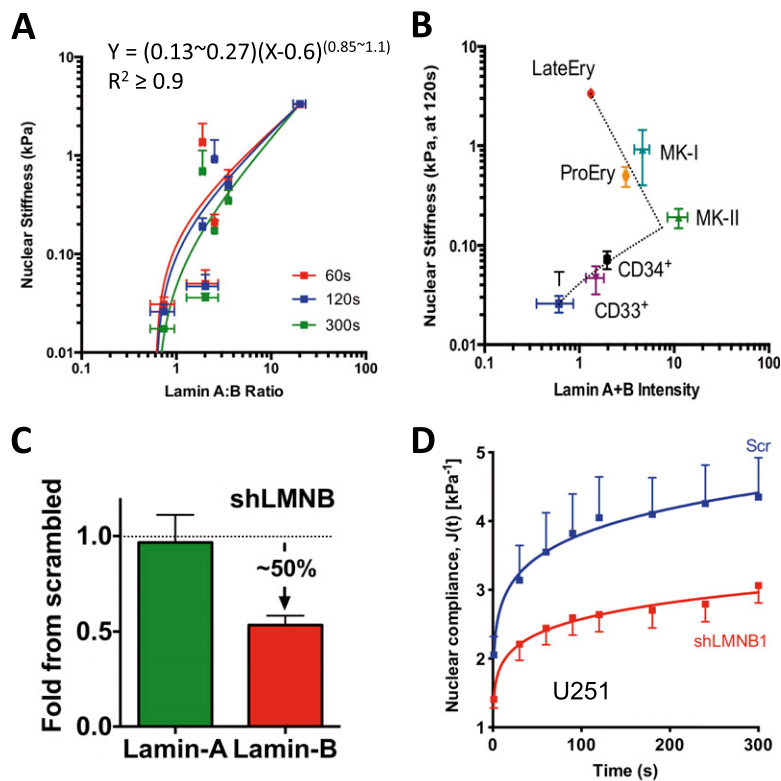 A
Y = (0.13~0.27)(X-0.6)^(0.85~1.1)
R² ≥ 0.9
Nuclear Stiffness (kPa)
10
1
0.10
0.01
60s
120s
300s
0.1
1
10
100
Lamin A:B Ratio
B
Nuclear Stiffness (kPa, at 120s)
10
1
0.10
0.01
LateEry
MK-I
ProEry
MK-II
CD34⁺
T
CD33⁺
0.1
1
10
100
Lamin A+B Intensity
C
Fold from scrambled
shLMNB
1.0
~50%
0.5
0.0
Lamin-A
Lamin-B
D
Nuclear compliance, J(t) [kPa⁻¹]
Scr
5
4
3
2
1
shLMNB1
U251
0
100
200
300
Time (s)